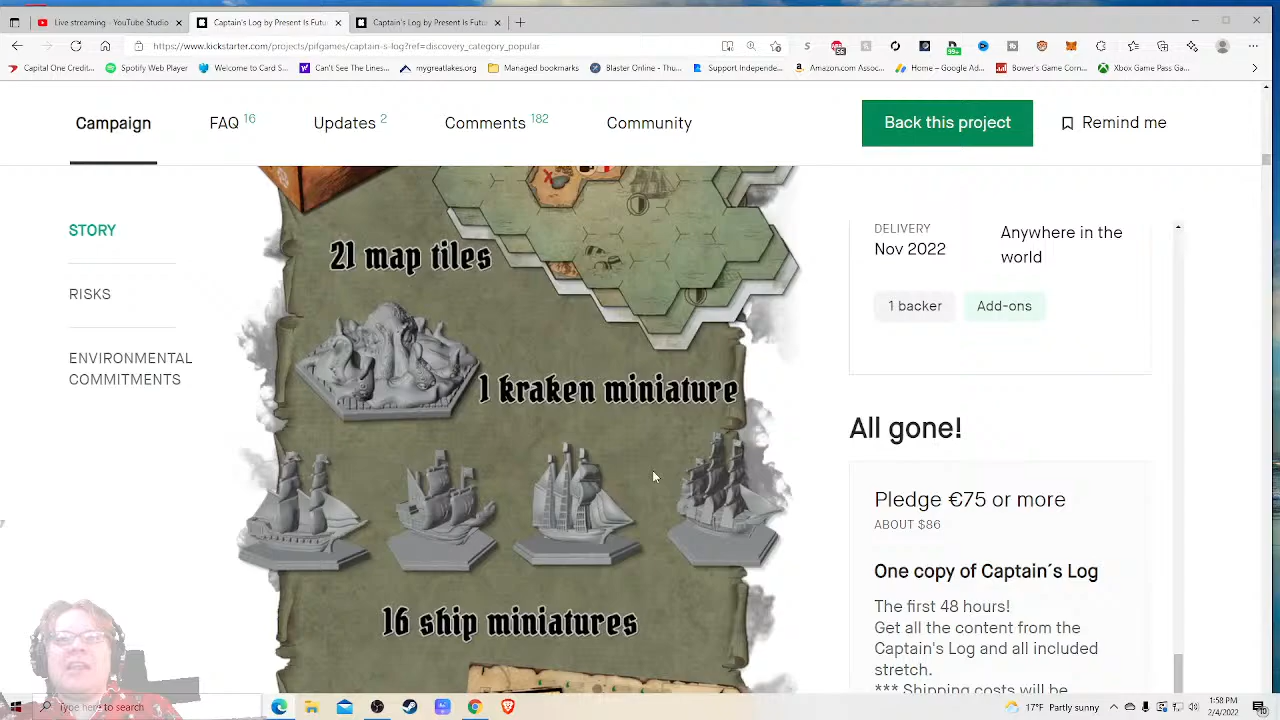 Live streaming - YouTube Studio
Captain's Log by Present Is Futu
Captain's Log by Present Is Futu
https://www.kickstarter.com/projects/pifgames/captain-s-log?ref=discovery_category_popular
Capital One Credit...
Spotify Web Player
Welcome to Card C...
Can't See The Lines...
mygreatlakes.org
Managed bookmarks
Blaster Online - Thu...
Support Independe...
Amazon.com Assoc...
Home – Google Ad...
Bower's Game Corn...
Xbox Game Pass Ga...
Campaign
FAQ 16
Updates 2
Comments 182
Community
Back this project
Remind me
STORY
RISKS
ENVIRONMENTAL
COMMITMENTS
21 map tiles
1 kraken miniature
16 ship miniatures
DELIVERY
Nov 2022
Anywhere in the
world
1 backer
Add-ons
All gone!
Pledge €75 or more
ABOUT $86
One copy of Captain´s Log
The first 48 hours!
Get all the content from the
Captain's Log and all included
stretch.
*** Shipping costs will be
Type here to search
17°F Partly sunny
1:58 PM
2/4/2022